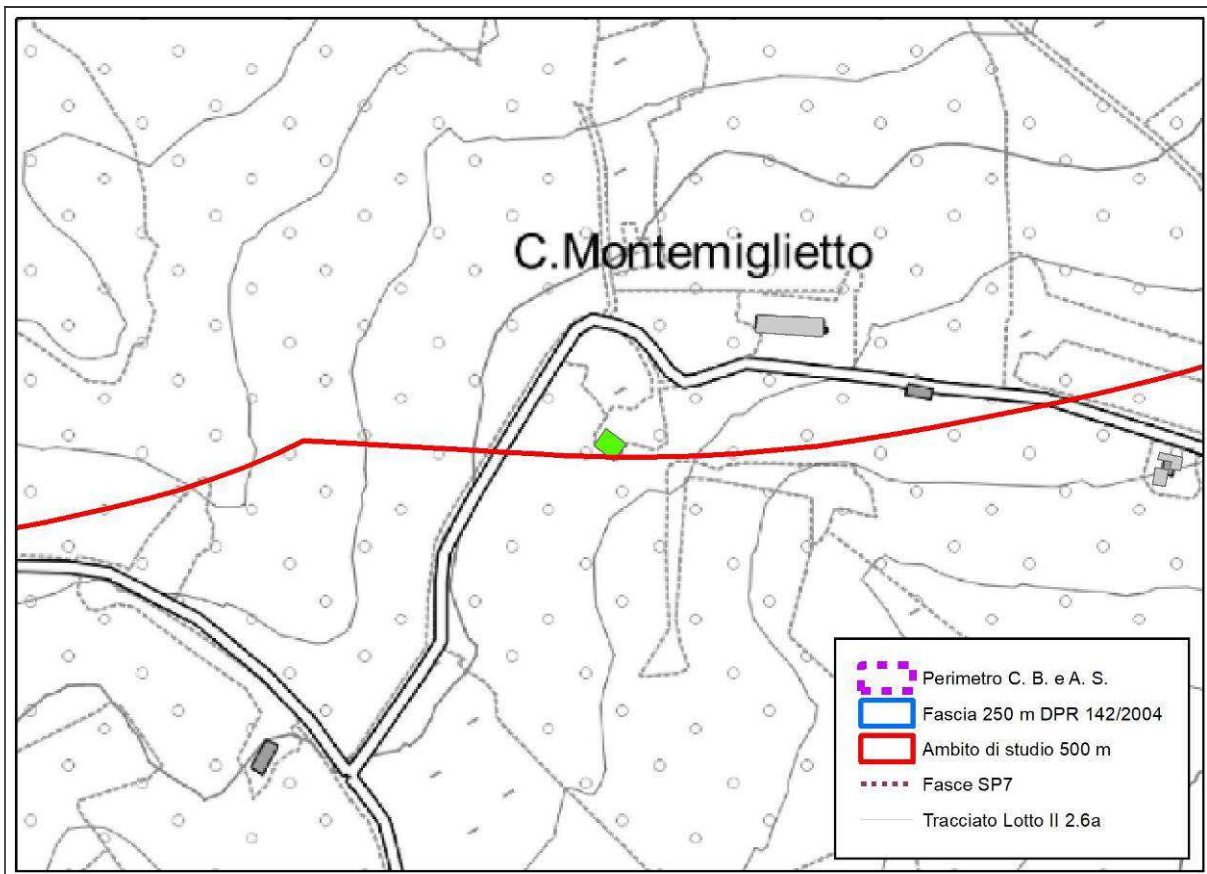 C.Montemiglietto
Perimetro C. B. e A. S.
Fascia 250 m DPR 142/2004
Ambito di studio 500 m
Fasce SP7
Tracciato Lotto II 2.6a